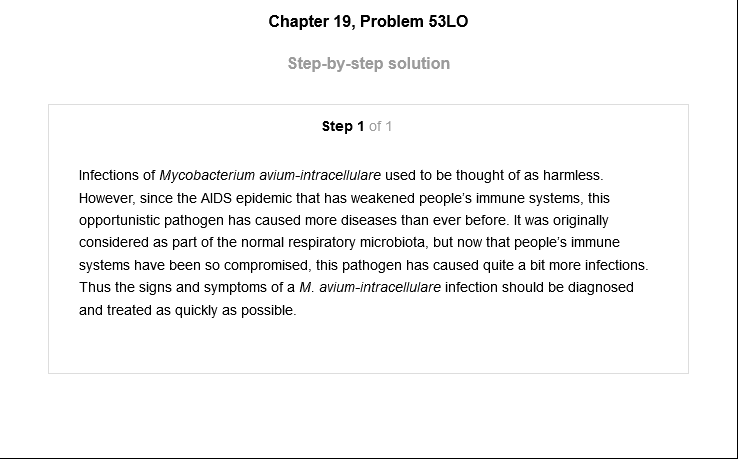 Chapter 19, Problem 53LO
Step-by-step solution
Step 1 of 1
Infections of Mycobacterium avium-intracellulare used to be thought of as harmless.
However, since the AIDS epidemic that has weakened people's immune systems, this
opportunistic pathogen has caused more diseases than ever before. It was originally
considered as part of the normal respiratory microbiota, but now that people's immune
systems have been so compromised, this pathogen has caused quite a bit more infections.
Thus the signs and symptoms of a M. avium-intracellulare infection should be diagnosed
and treated as quickly as possible.